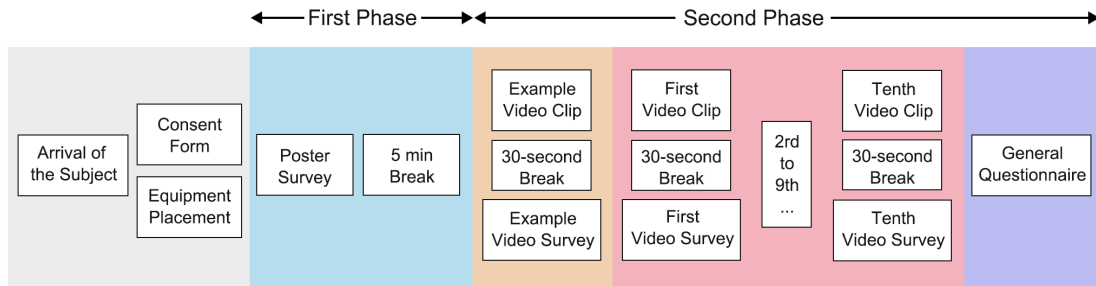 First Phase
Second Phase
Arrival of
the Subject
Consent
Form
Equipment
Placement
Poster
Survey
5 min
Break
Example
Video Clip
30-second
Break
Example
Video Survey
First
Video Clip
30-second
Break
First
Video Survey
2rd
to
9th
...
Tenth
Video Clip
30-second
Break
Tenth
Video Survey
General
Questionnaire